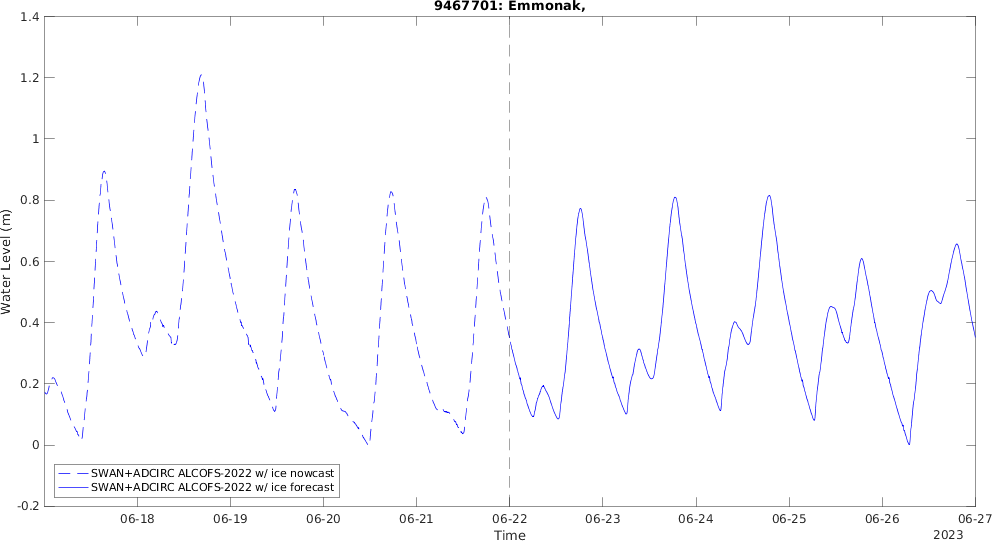 9467701: Emmonak,
1.4
1.2
1
0.8
0.6
0.4
0.2
0
-0.2
Water Level (m)
SWAN+ADCIRC ALCOFS-2022 w/ ice nowcast
SWAN+ADCIRC ALCOFS-2022 w/ ice forecast
06-18 06-19 06-20 06-21 06-22 06-23 06-24 06-25 06-26 06-27
Time
2023